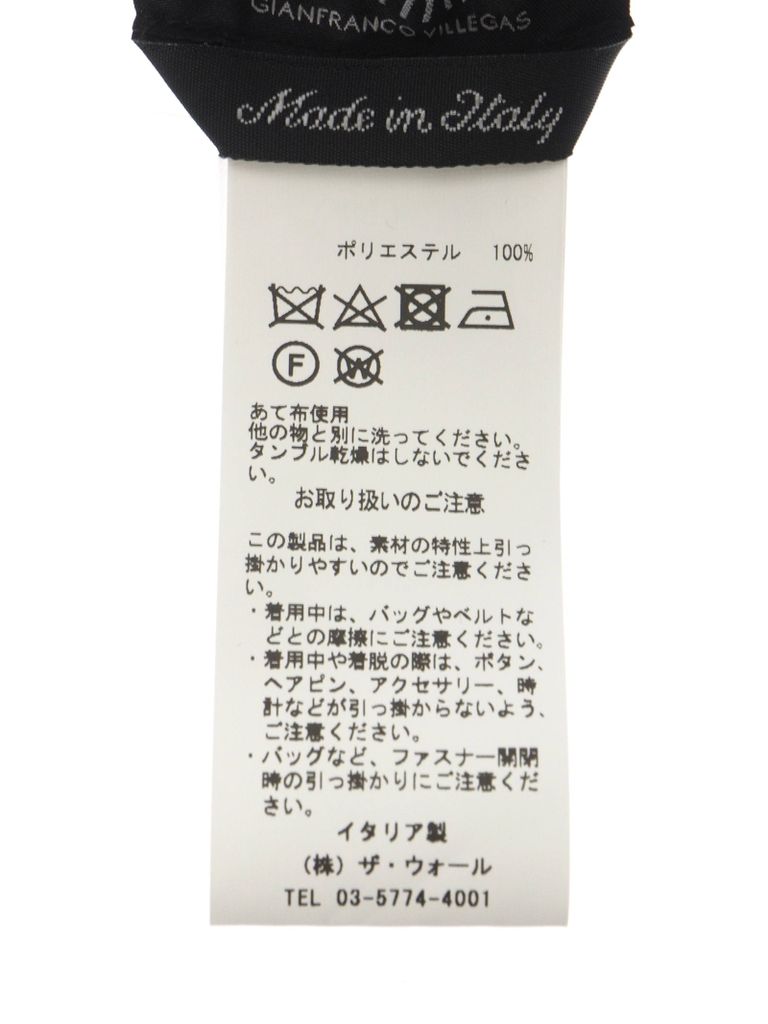 GIANFRANCO VILLEGAS
Made in Italy
ポリエステル 100%
F W
あて布使用
他の物と別に洗ってください。
タンブル乾燥はしないでくださ
い。
お取り扱いのご注意
この製品は、素材の特性上引っ
掛かりやすいのでご注意くださ
い。
・着用中は、バッグやベルトな
どとの摩擦にご注意ください。
・着用中や着脱の際は、ボタン、
ヘアピン、アクセサリー、時
計などが引っ掛からないよう、
ご注意ください。
・バッグなど、ファスナー開閉
時の引っ掛かりにご注意くだ
さい。
イタリア製
（株）ザ・ウォール
TEL 03-5774-4001